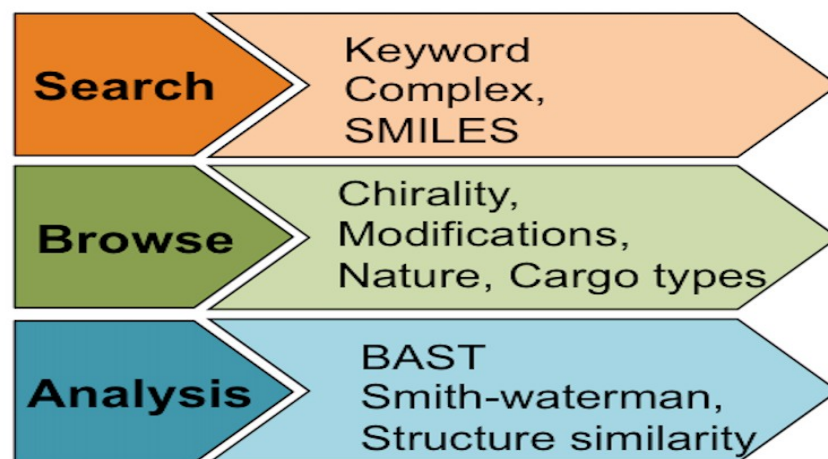 Search
Keyword
Complex,
SMILES
Browse
Chirality,
Modifications,
Nature, Cargo types
Analysis
BAST
Smith-waterman,
Structure similarity